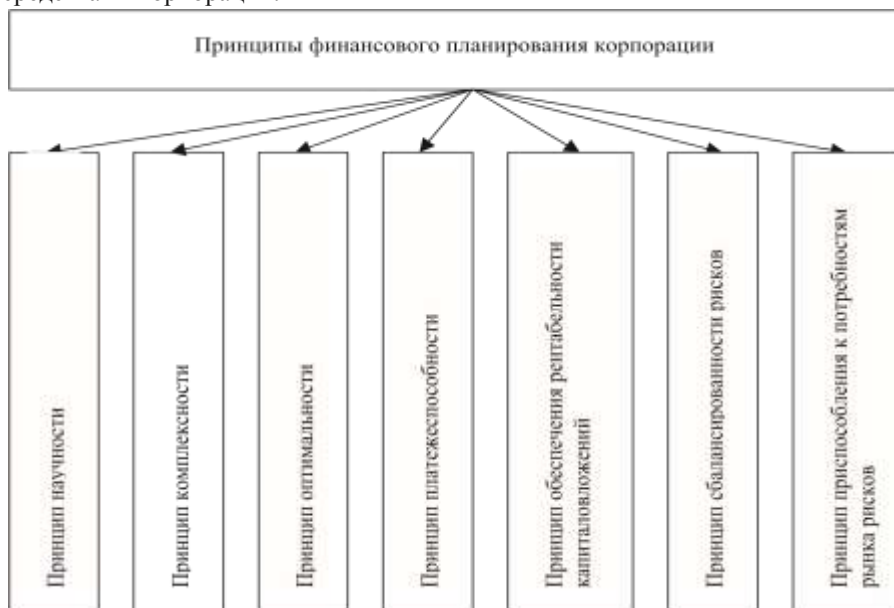 Принципы финансового планирования корпорации
Принцип научности
Принцип комплексности
Принцип оптимальности
Принцип платежеспособности
Принцип обеспечения рентабельности
капиталовложений
Принцип сбалансированности рисков
Принцип приспособления к потребностям
рынка рисков